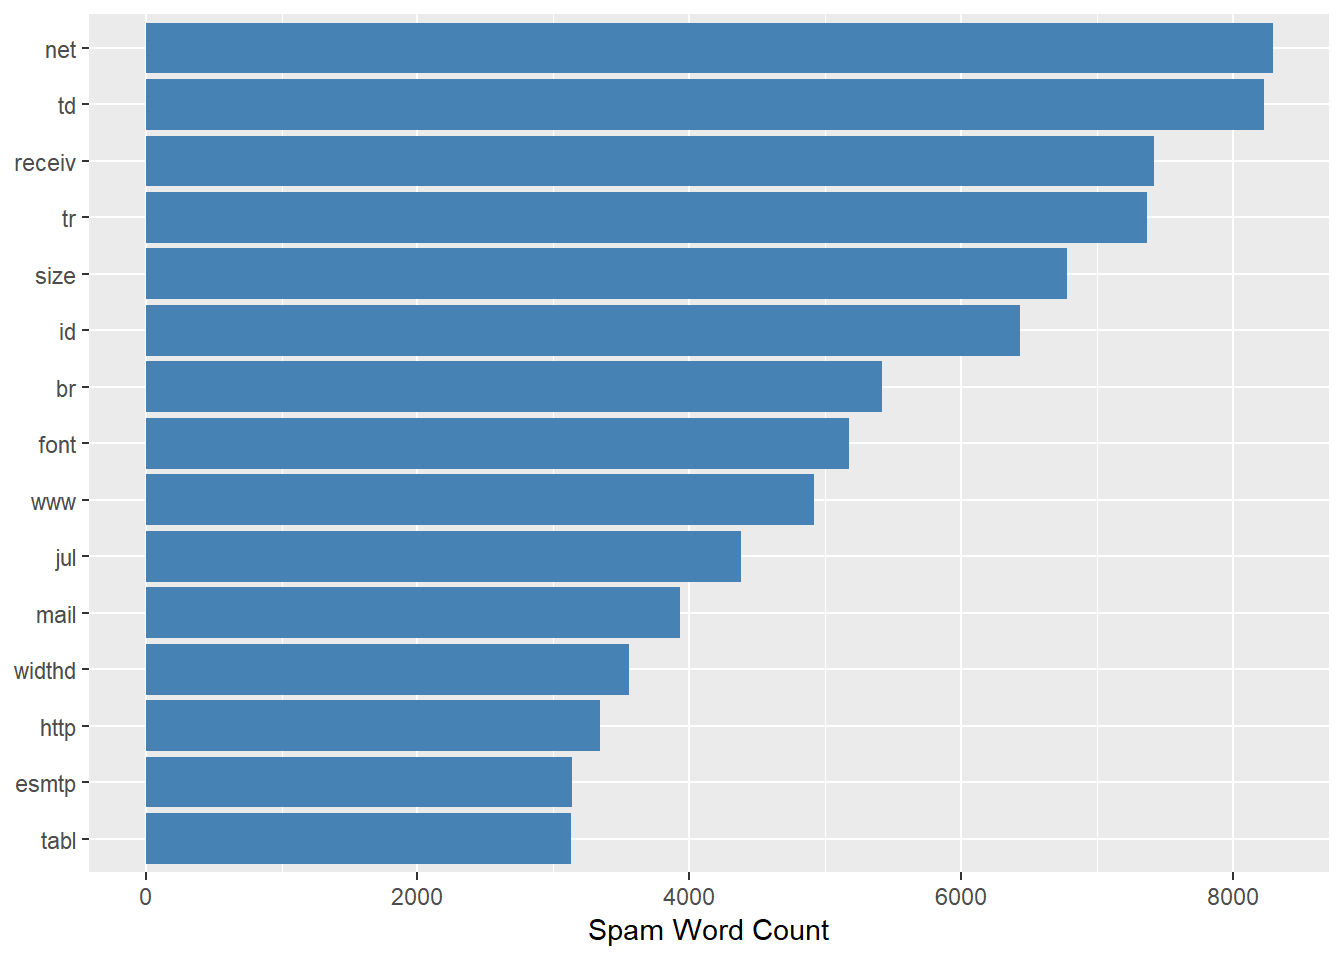 net
td
receiv
tr
size
id
br
font
www
jul
mail
widthd
http
esmtp
tabl
0 2000 4000 6000 8000
Spam Word Count